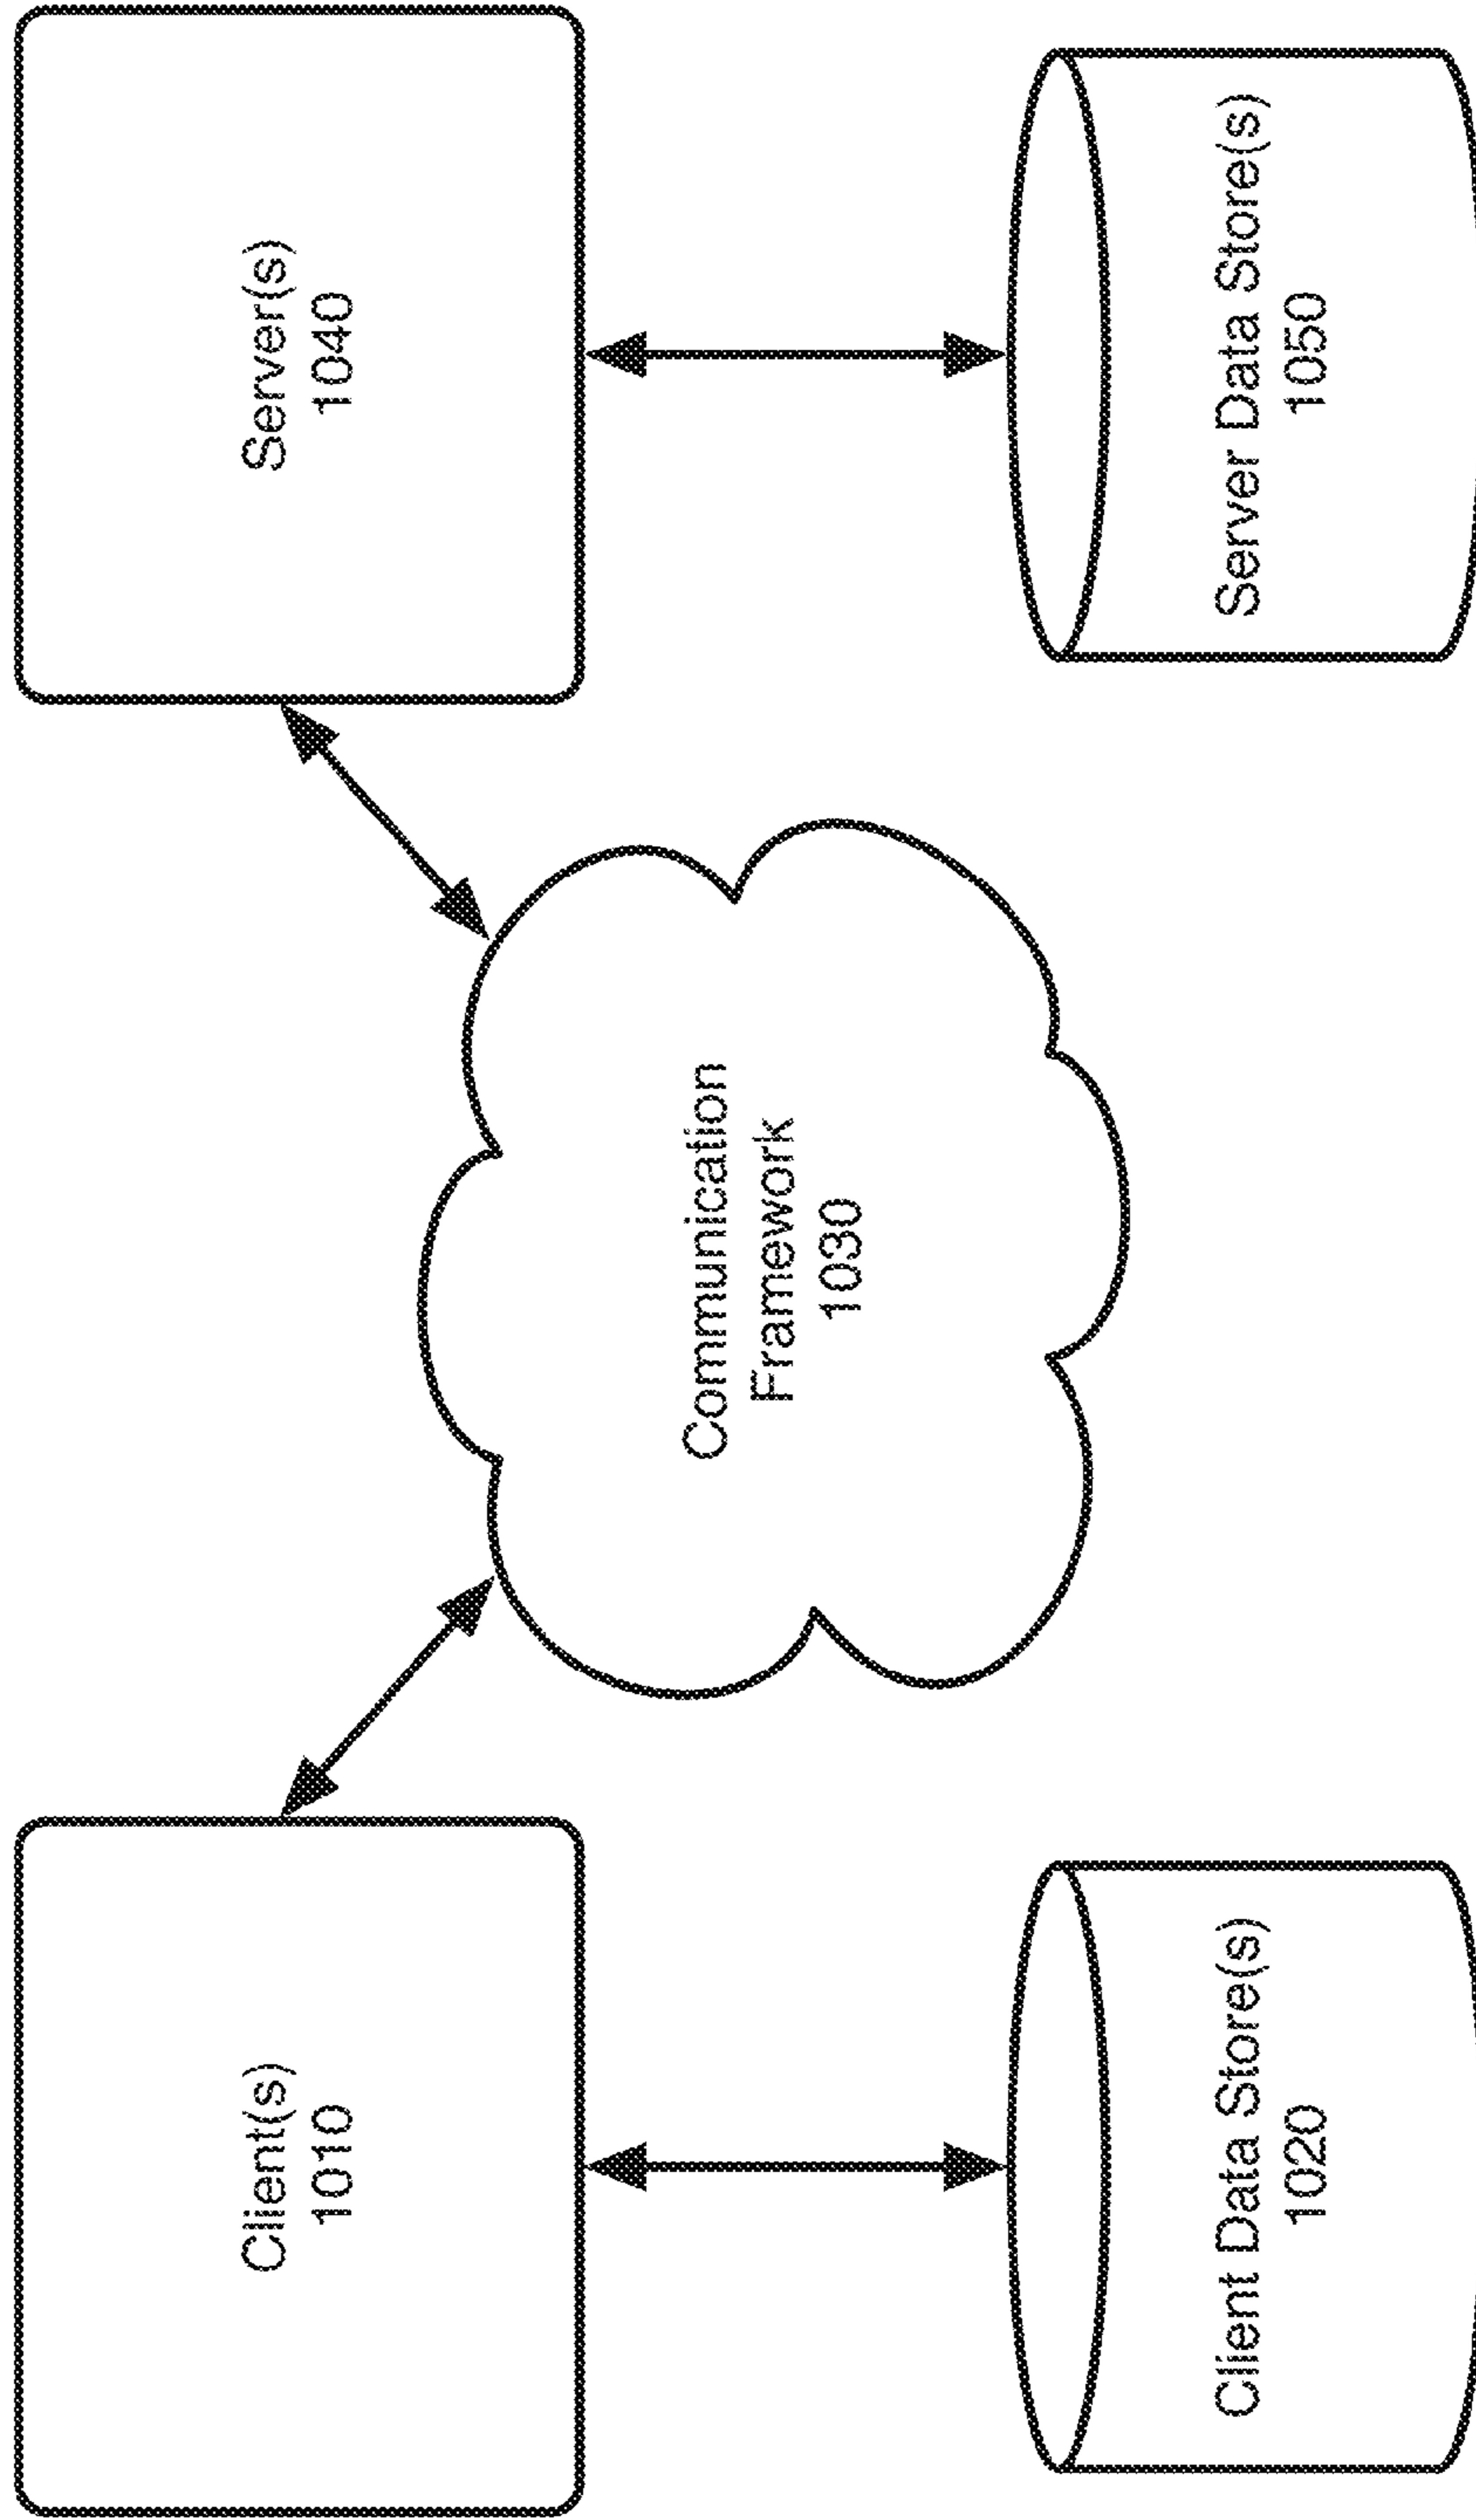 Client(s)
1010
Server(s)
1040
Communication
Framework
1030
Client Data Store(s)
1020
Server Data Store(s)
1050